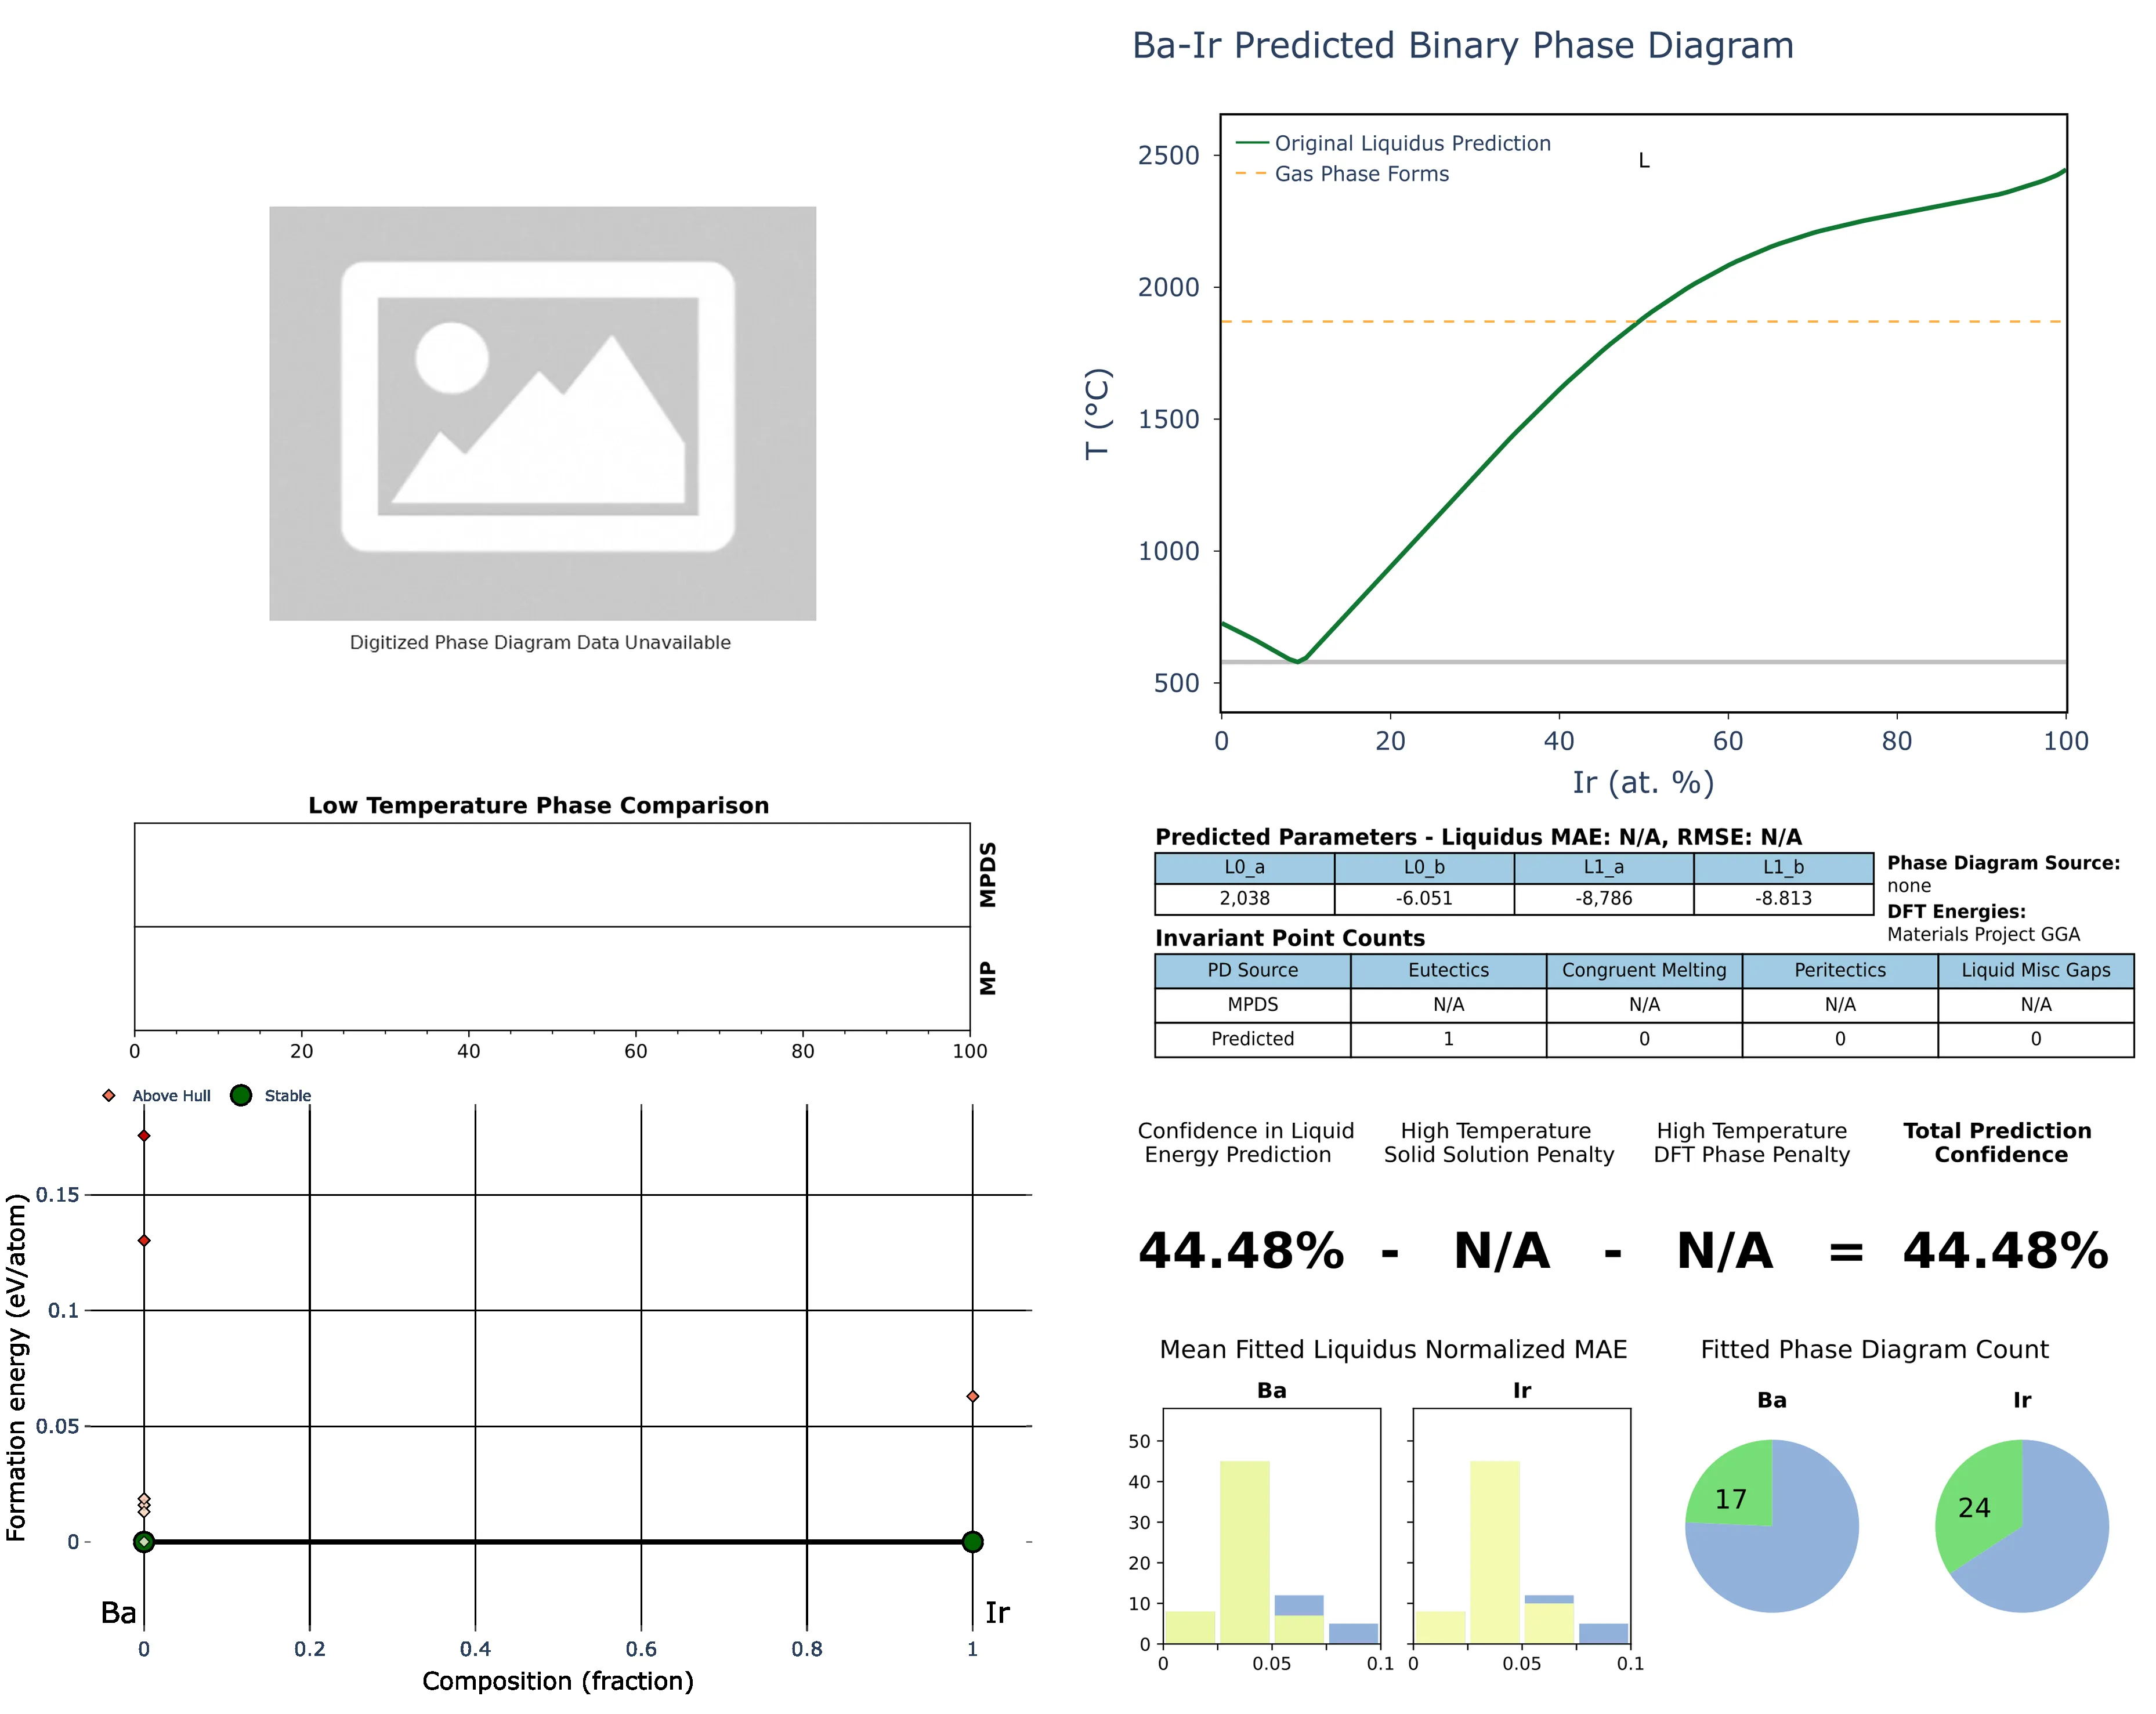 Ba-Ir Predicted Binary Phase Diagram
Original Liquidus Prediction
Gas Phase Forms
L
2500
2000
1500
1000
500
T (°C)
0 20 40 60 80 100
Ir (at. %)
Digitized Phase Diagram Data Unavailable
Low Temperature Phase Comparison
MPDS
MP
0 20 40 60 80 100
Predicted Parameters - Liquidus MAE: N/A, RMSE: N/A
L0_a L0_b L1_a L1_b
2,038 -6.051 -8,786 -8.813
Phase Diagram Source:
none
DFT Energies:
Materials Project GGA
Invariant Point Counts
PD Source Eutectics Congruent Melting Peritectics Liquid Misc Gaps
MPDS N/A N/A N/A N/A
Predicted 1 0 0 0
Above Hull Stable
0.15
0.1
0.05
0
Formation energy (eV/atom)
Ba Ir
0 0.2 0.4 0.6 0.8 1
Composition (fraction)
Confidence in Liquid
Energy Prediction
High Temperature
Solid Solution Penalty
High Temperature
DFT Phase Penalty
Total Prediction
Confidence
44.48% - N/A - N/A = 44.48%
Mean Fitted Liquidus Normalized MAE
Ba Ir
50
40
30
20
10
0
0 0.05 0.1 0 0.05 0.1
Fitted Phase Diagram Count
Ba Ir
17 24